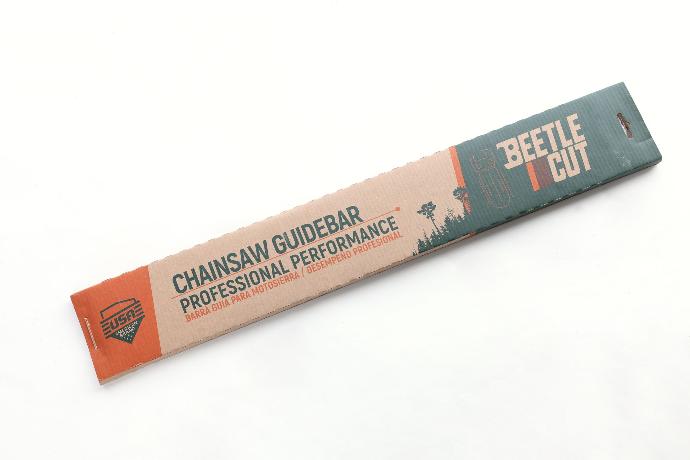 BEETLE
CUT
CHAINSAW GUIDEBAR
PROFESSIONAL PERFORMANCE
BARRA GUIA PARA MOTOSIERRA / DESEMPEÑO PROFESIONAL
USA